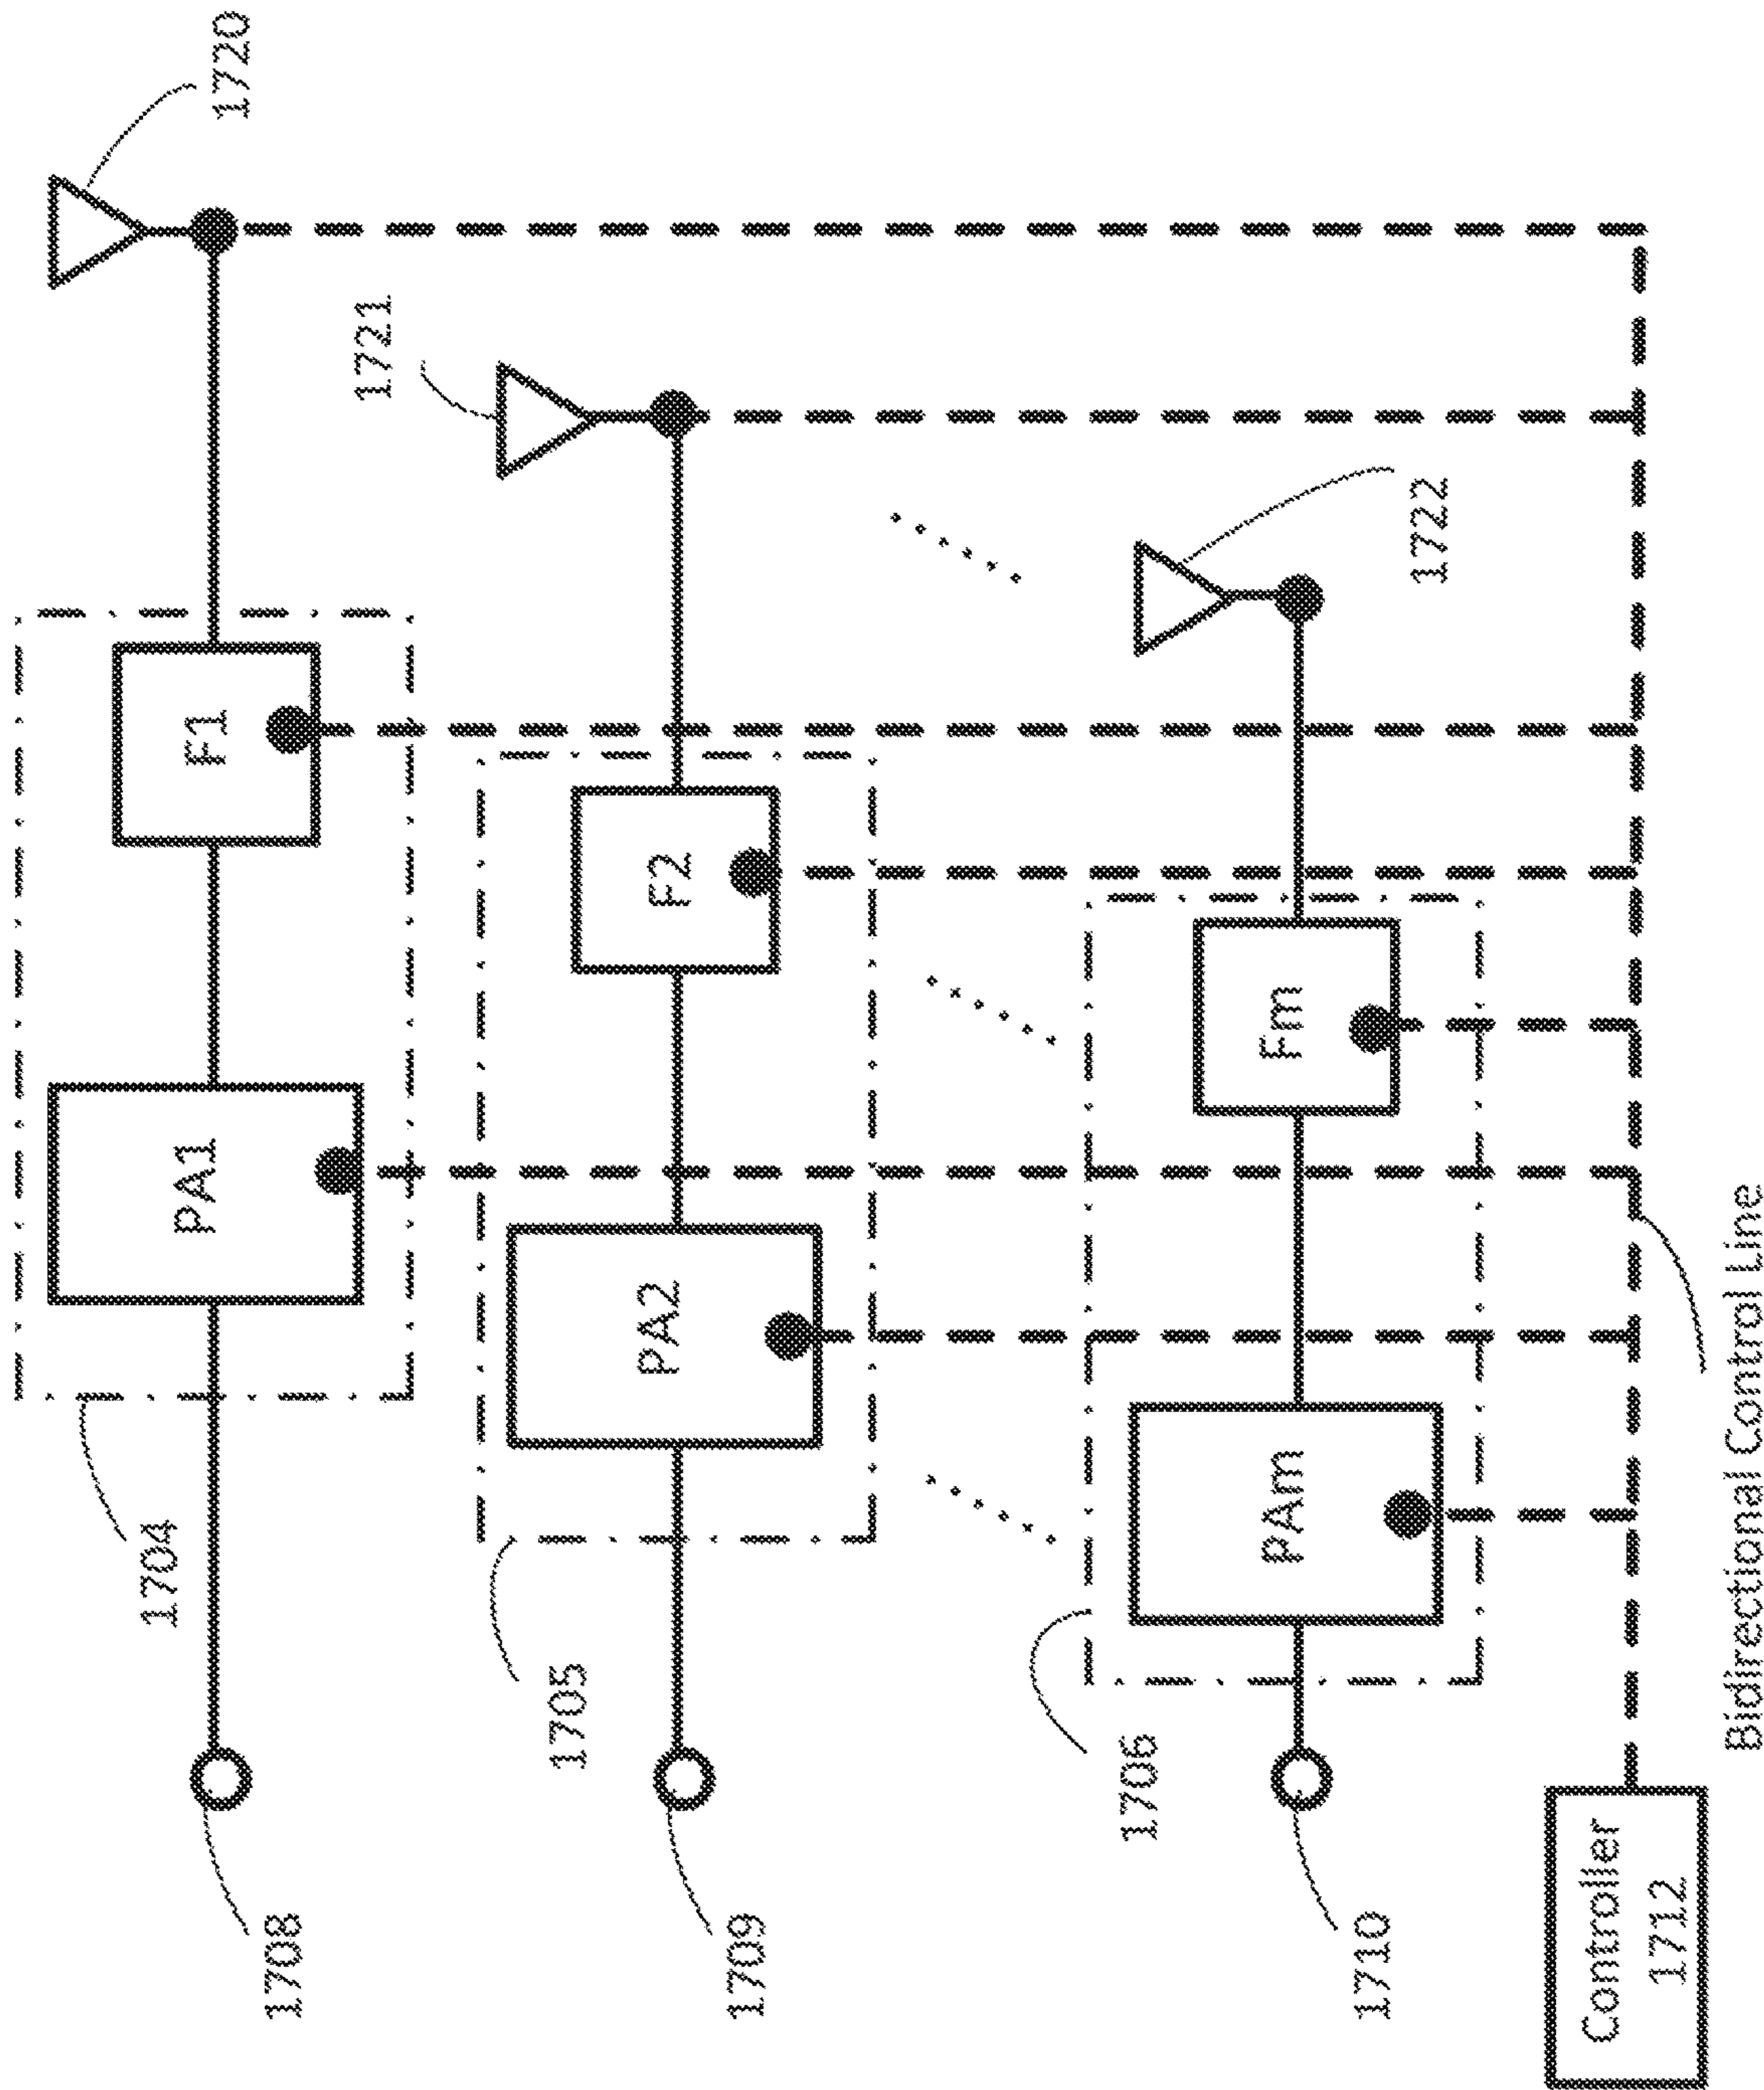 1708
1704
PA1
F1
1720
1709
1705
PA2
F2
1721
1710
1706
PAm
Fm
1722
Controller
1712
Bidirectional Control Line